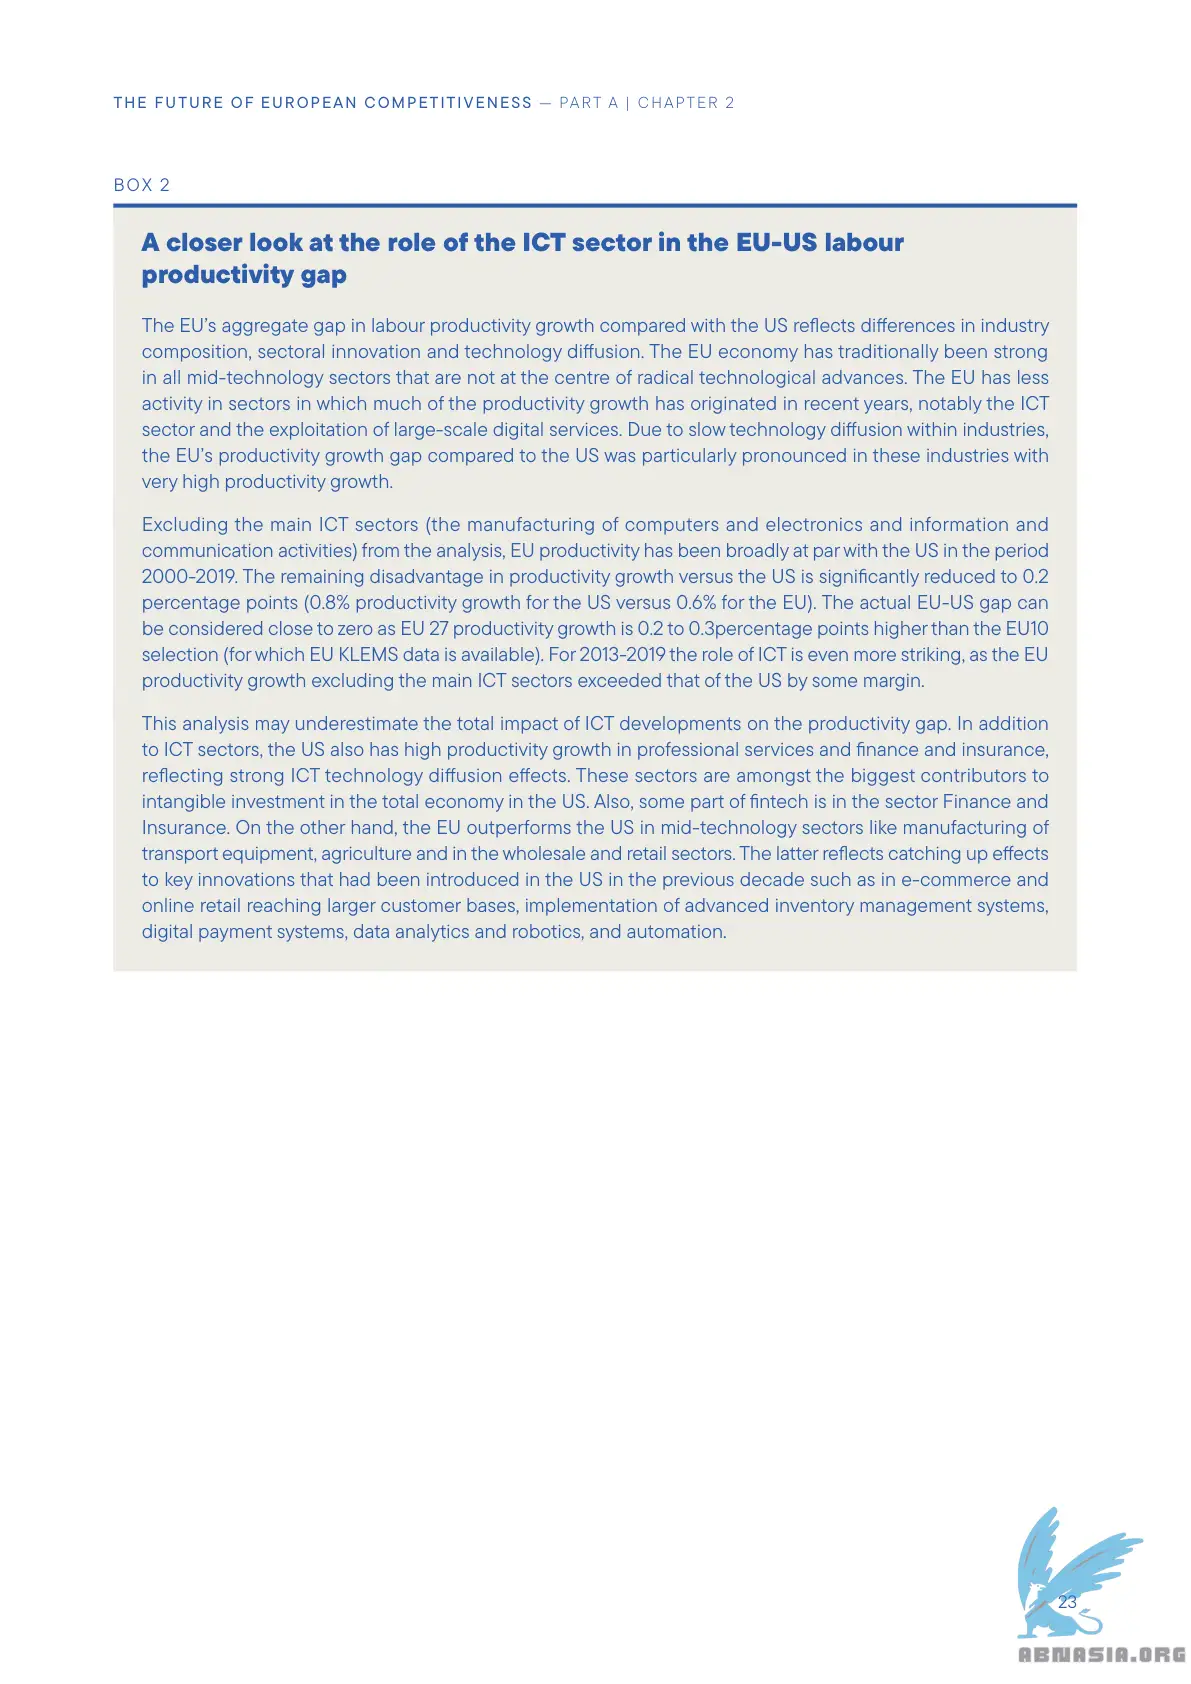 THE FUTURE OF EUROPEAN COMPETITIVENESS — PART A | CHAPTER 2
BOX 2
A closer look at the role of the ICT sector in the EU-US labour
productivity gap
The EU's aggregate gap in labour productivity growth compared with the US reflects differences in industry
composition, sectoral innovation and technology diffusion. The EU economy has traditionally been strong
in all mid-technology sectors that are not at the centre of radical technological advances. The EU has less
activity in sectors in which much of the productivity growth has originated in recent years, notably the ICT
sector and the exploitation of large-scale digital services. Due to slow technology diffusion within industries,
the EU's productivity growth gap compared to the US was particularly pronounced in these industries with
very high productivity growth.
Excluding the main ICT sectors (the manufacturing of computers and electronics and information and
communication activities) from the analysis, EU productivity has been broadly at par with the US in the period
2000-2019. The remaining disadvantage in productivity growth versus the US is significantly reduced to 0.2
percentage points (0.8% productivity growth for the US versus 0.6% for the EU). The actual EU-US gap can
be considered close to zero as EU 27 productivity growth is 0.2 to 0.3percentage points higher than the EU10
selection (for which EU KLEMS data is available). For 2013-2019 the role of ICT is even more striking, as the EU
productivity growth excluding the main ICT sectors exceeded that of the US by some margin.
This analysis may underestimate the total impact of ICT developments on the productivity gap. In addition
to ICT sectors, the US also has high productivity growth in professional services and finance and insurance,
reflecting strong ICT technology diffusion effects. These sectors are amongst the biggest contributors to
intangible investment in the total economy in the US. Also, some part of fintech is in the sector Finance and
Insurance. On the other hand, the EU outperforms the US in mid-technology sectors like manufacturing of
transport equipment, agriculture and in the wholesale and retail sectors. The latter reflects catching up effects
to key innovations that had been introduced in the US in the previous decade such as in e-commerce and
online retail reaching larger customer bases, implementation of advanced inventory management systems,
digital payment systems, data analytics and robotics, and automation.
23
ABNASIA.ORG